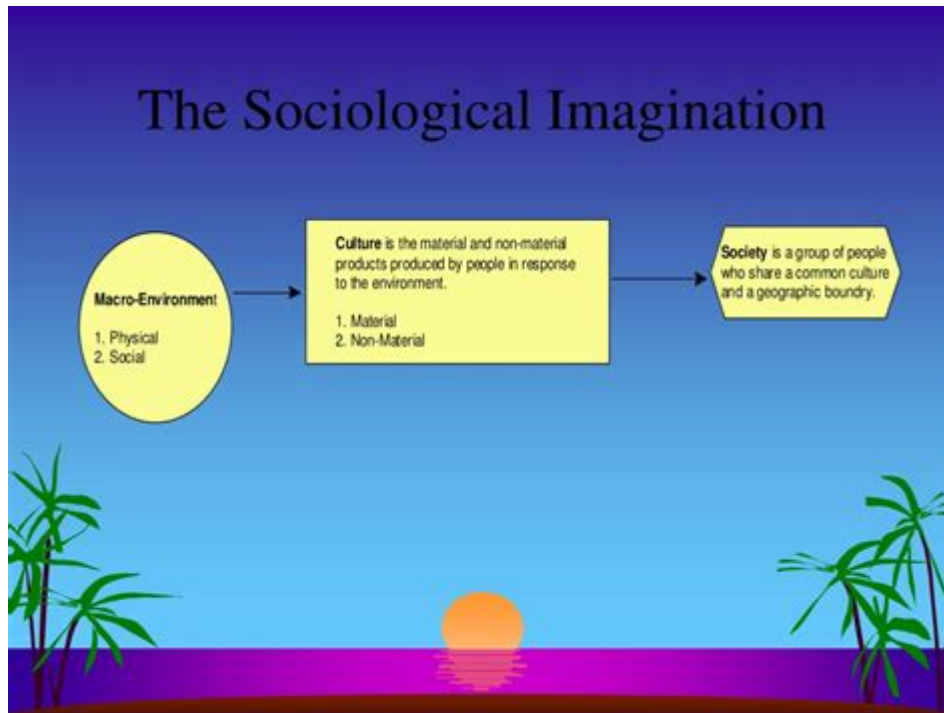 The Sociological Imagination
Macro-Environment
1. Physical
2. Social
Culture is the material and non-material
products produced by people in response
to the environment.
1. Material
2. Non-Material
Society is a group of people
who share a common culture
and a geographic boundry.